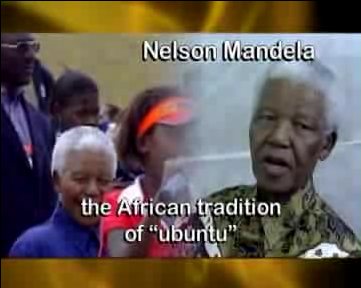 Nelson Mandela
the African tradition
of “ubuntu”